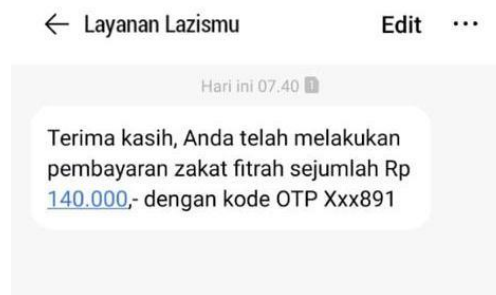 Layanan Lazismu Edit
Hari ini 07.40 1
Terima kasih, Anda telah melakukan
pembayaran zakat fitrah sejumlah Rp
140.000,- dengan kode OTP Xxx891